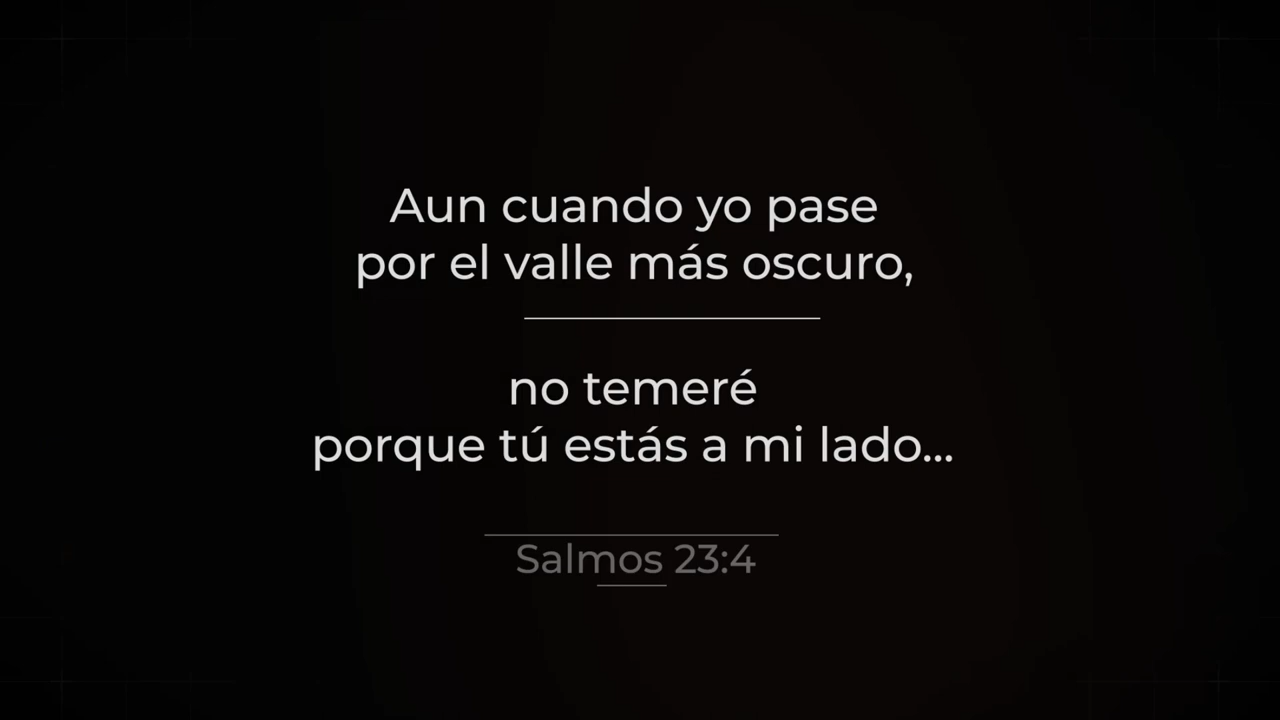 Aun cuando yo pase
por el valle más oscuro,
no temeré
porque tú estás a mi lado...
Salmos 23:4